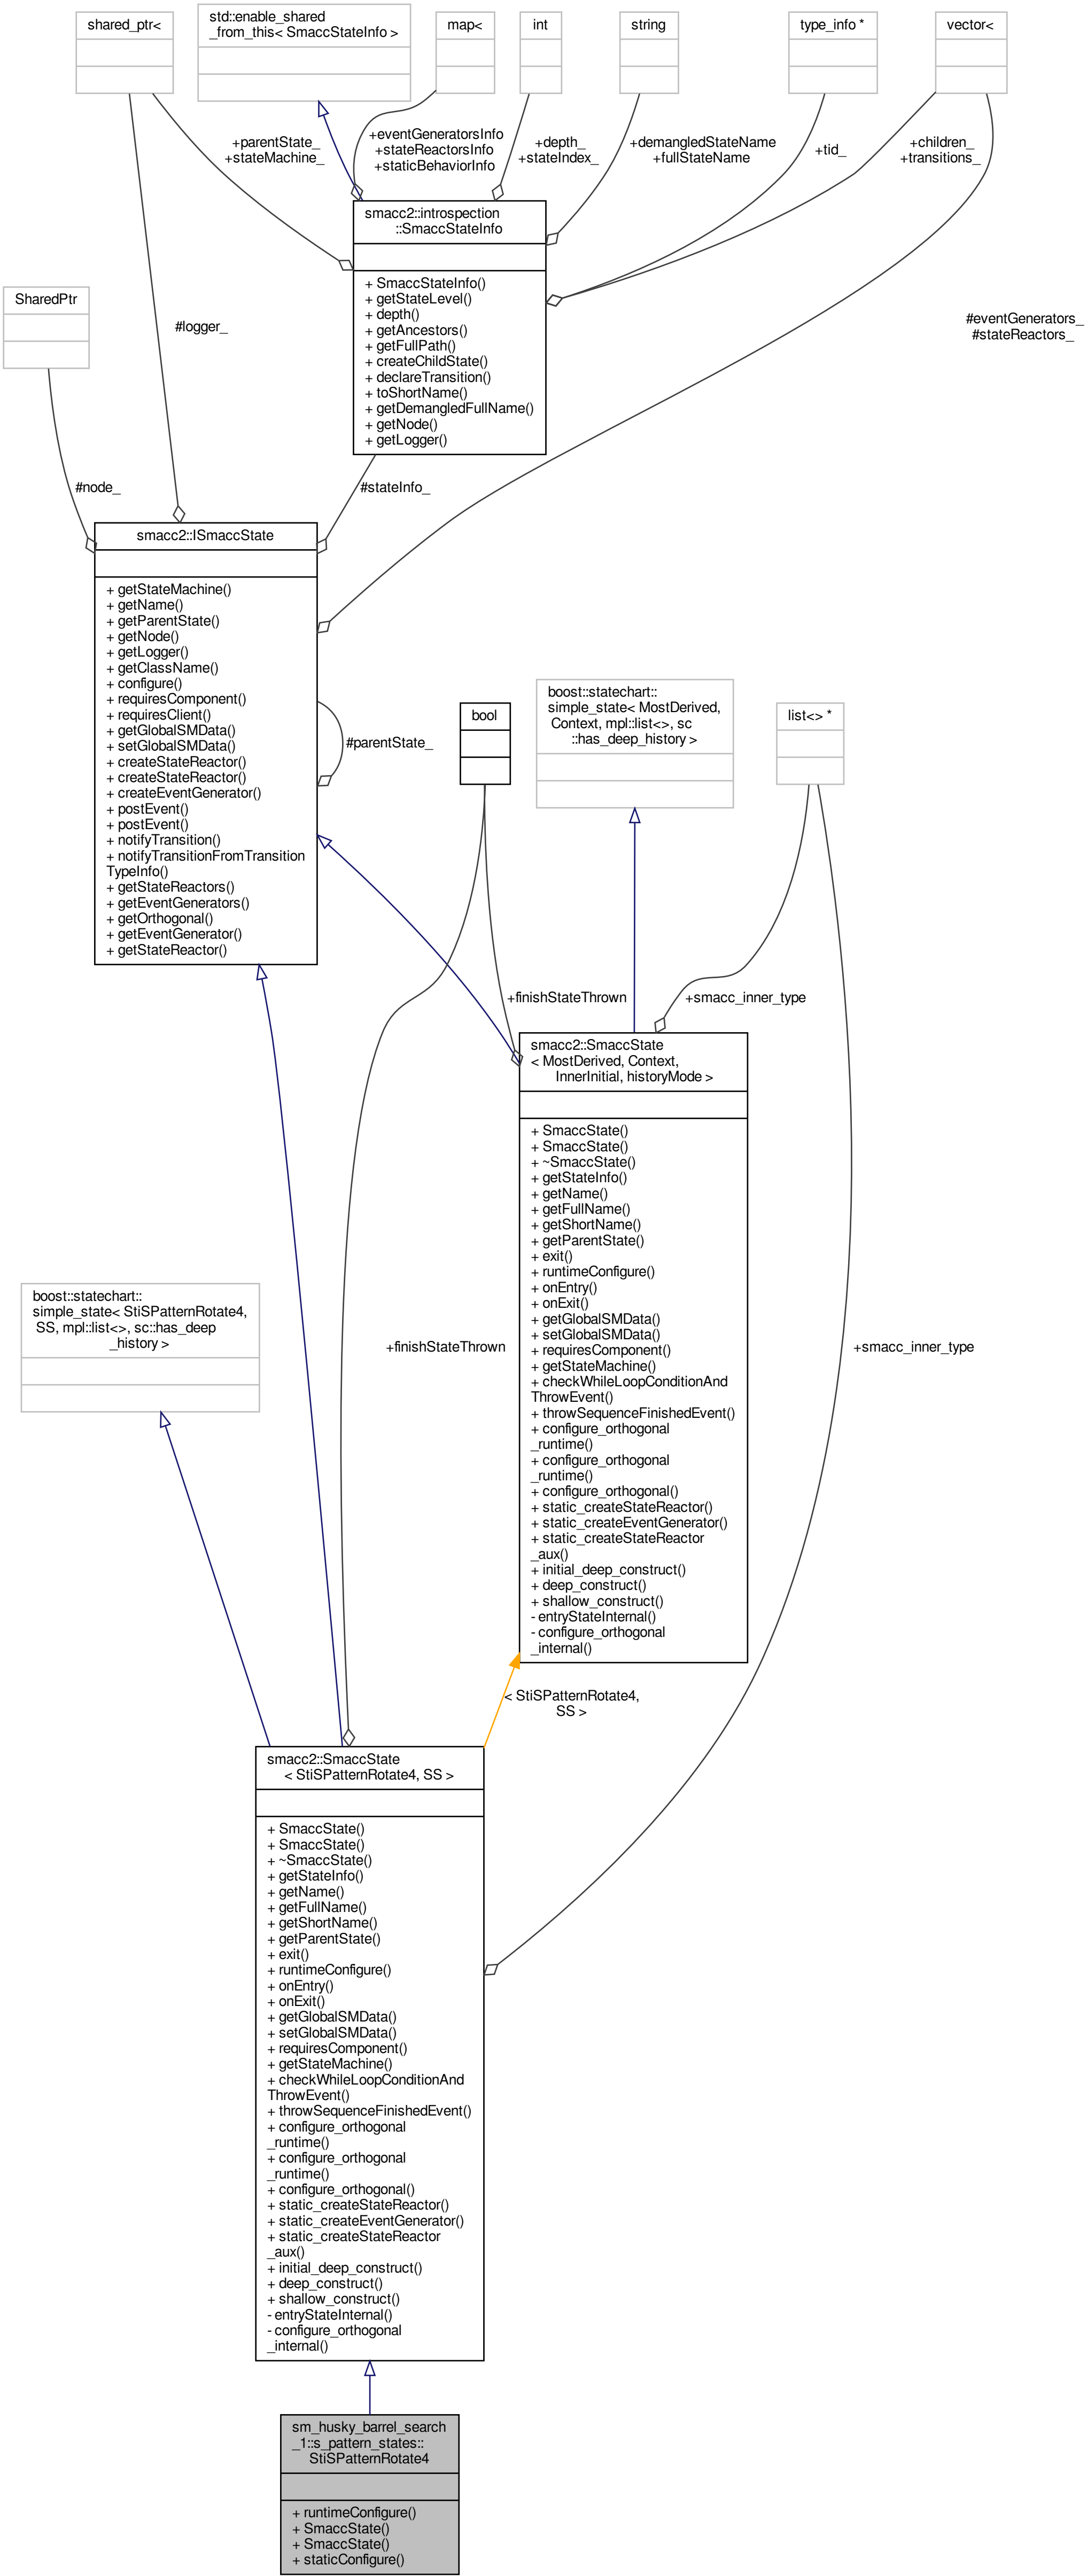 shared_ptr<
std::enable_shared
_from_this< SmaccStateInfo >
map<
int
string
type_info *
vector<
+parentState_
+stateMachine_
+eventGeneratorsInfo
+stateReactorsInfo
+staticBehaviorInfo
+depth_
+stateIndex_
+demangledStateName
+fullStateName
+tid_
+children_
+transitions_
smacc2::introspection
::SmaccStateInfo
+ SmaccStateInfo()
+ getStateLevel()
+ depth()
+ getAncestors()
+ getFullPath()
+ createChildState()
+ declareTransition()
+ toShortName()
+ getDemangledFullName()
+ getNode()
+ getLogger()
SharedPtr
#logger_
#eventGenerators_
#stateReactors_
#node_
#stateInfo_
smacc2::ISmaccState
+ getStateMachine()
+ getName()
+ getParentState()
+ getNode()
+ getLogger()
+ getClassName()
+ configure()
+ requiresComponent()
+ requiresClient()
+ getGlobalSMData()
+ setGlobalSMData()
+ createStateReactor()
+ createStateReactor()
+ createEventGenerator()
+ postEvent()
+ postEvent()
+ notifyTransition()
+ notifyTransitionFromTransition
TypeInfo()
+ getStateReactors()
+ getEventGenerators()
+ getOrthogonal()
+ getEventGenerator()
+ getStateReactor()
#parentState_
bool
boost::statechart::
simple_state< MostDerived,
Context, mpl::list<>, sc
::has_deep_history >
list<> *
+finishStateThrown
+smacc_inner_type
smacc2::SmaccState
< MostDerived, Context,
InnerInitial, historyMode >
+ SmaccState()
+ SmaccState()
+ ~SmaccState()
+ getStateInfo()
+ getName()
+ getFullName()
+ getShortName()
+ getParentState()
+ exit()
+ runtimeConfigure()
+ onEntry()
+ onExit()
+ getGlobalSMData()
+ setGlobalSMData()
+ requiresComponent()
+ getStateMachine()
+ checkWhileLoopConditionAnd
ThrowEvent()
+ throwSequenceFinishedEvent()
+ configure_orthogonal
_runtime()
+ configure_orthogonal
_runtime()
+ configure_orthogonal()
+ static_createStateReactor()
+ static_createEventGenerator()
+ static_createStateReactor
_aux()
+ initial_deep_construct()
+ deep_construct()
+ shallow_construct()
- entryStateInternal()
- configure_orthogonal
_internal()
boost::statechart::
simple_state< StiSPatternRotate4,
SS, mpl::list<>, sc::has_deep
_history >
+finishStateThrown
+smacc_inner_type
< StiSPatternRotate4,
SS >
smacc2::SmaccState
< StiSPatternRotate4, SS >
+ SmaccState()
+ SmaccState()
+ ~SmaccState()
+ getStateInfo()
+ getName()
+ getFullName()
+ getShortName()
+ getParentState()
+ exit()
+ runtimeConfigure()
+ onEntry()
+ onExit()
+ getGlobalSMData()
+ setGlobalSMData()
+ requiresComponent()
+ getStateMachine()
+ checkWhileLoopConditionAnd
ThrowEvent()
+ throwSequenceFinishedEvent()
+ configure_orthogonal
_runtime()
+ configure_orthogonal
_runtime()
+ configure_orthogonal()
+ static_createStateReactor()
+ static_createEventGenerator()
+ static_createStateReactor
_aux()
+ initial_deep_construct()
+ deep_construct()
+ shallow_construct()
- entryStateInternal()
- configure_orthogonal
_internal()
sm_husky_barrel_search
_1::s_pattern_states::
StiSPatternRotate4
+ runtimeConfigure()
+ SmaccState()
+ SmaccState()
+ staticConfigure()